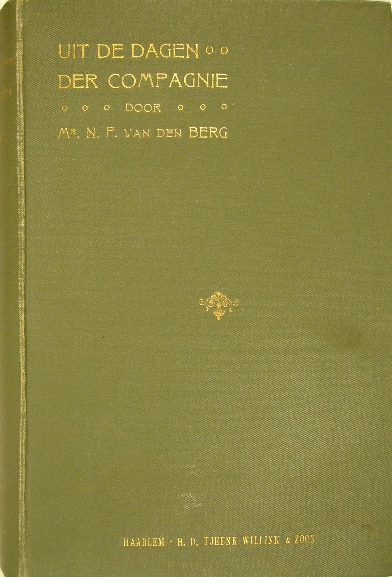 UIT DE DAGEN
DER COMPAGNIE
DOOR
MR. N. P. VAN DEN BERG
HAARLEM - H. D. TJEENK WILLINK & ZOON